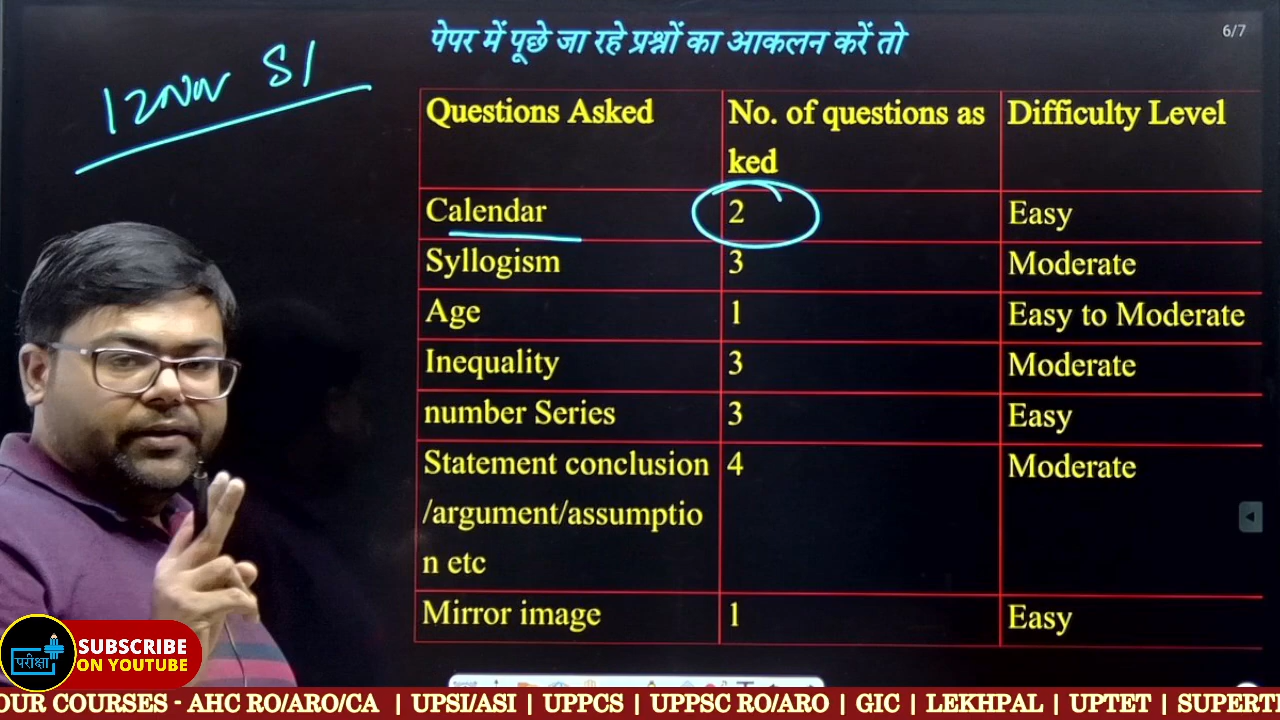 पेपर में पूछे जा रहे प्रश्नों का आकलन करें तो
6/7
12 Nov S1
Questions Asked No. of questions as Difficulty Level
ked
Calendar 2 Easy
Syllogism 3 Moderate
Age 1 Easy to Moderate
Inequality 3 Moderate
number Series 3 Easy
Statement conclusion 4 Moderate
/argument/assumptio
n etc
Mirror image 1 Easy
परीक्षा
SUBSCRIBE
ON YOUTUBE
OUR COURSES - AHC RO/ARO/CA | UPSI/ASI | UPPCS | UPPSC RO/ARO | GIC | LEKHPAL | UPTET | SUPERT